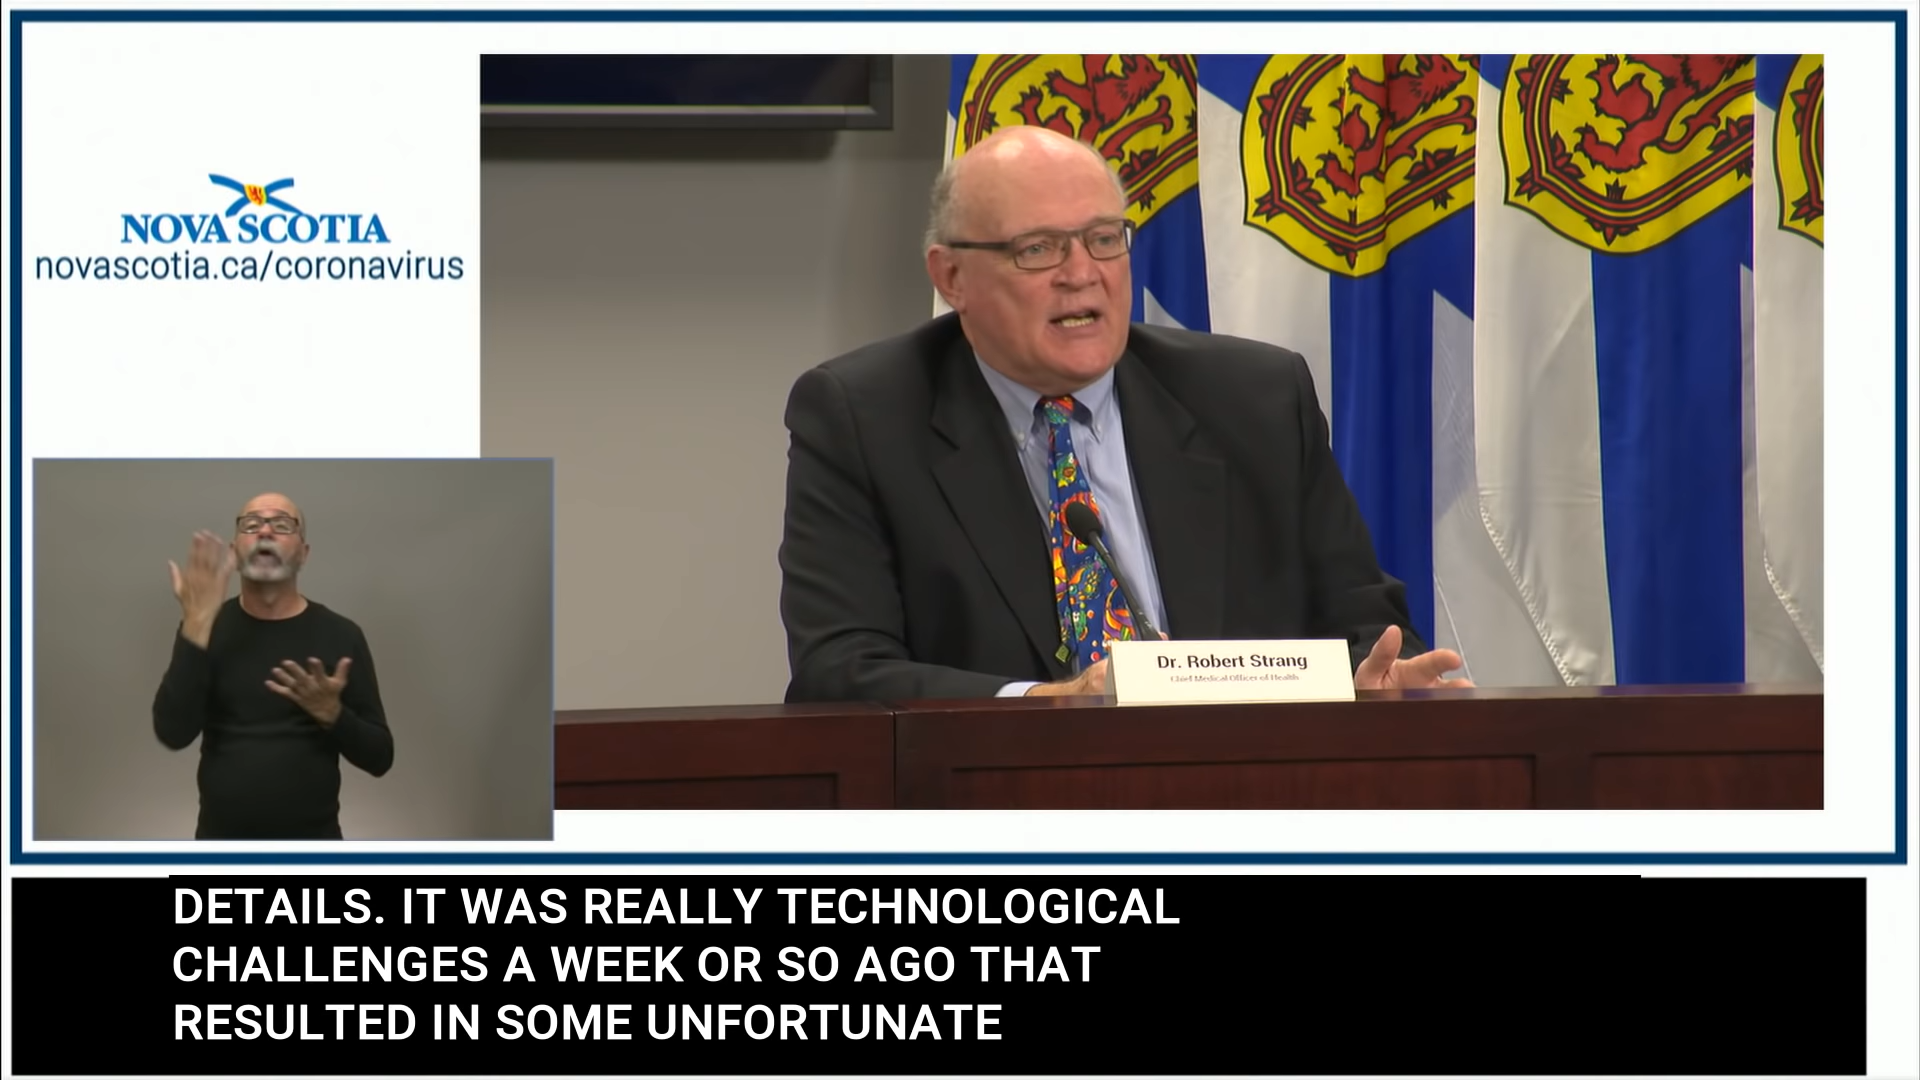 NOVA SCOTIA
novascotia.ca/coronavirus
Dr. Robert Strang
Chief Medical Officer of Health
DETAILS. IT WAS REALLY TECHNOLOGICAL
CHALLENGES A WEEK OR SO AGO THAT
RESULTED IN SOME UNFORTUNATE